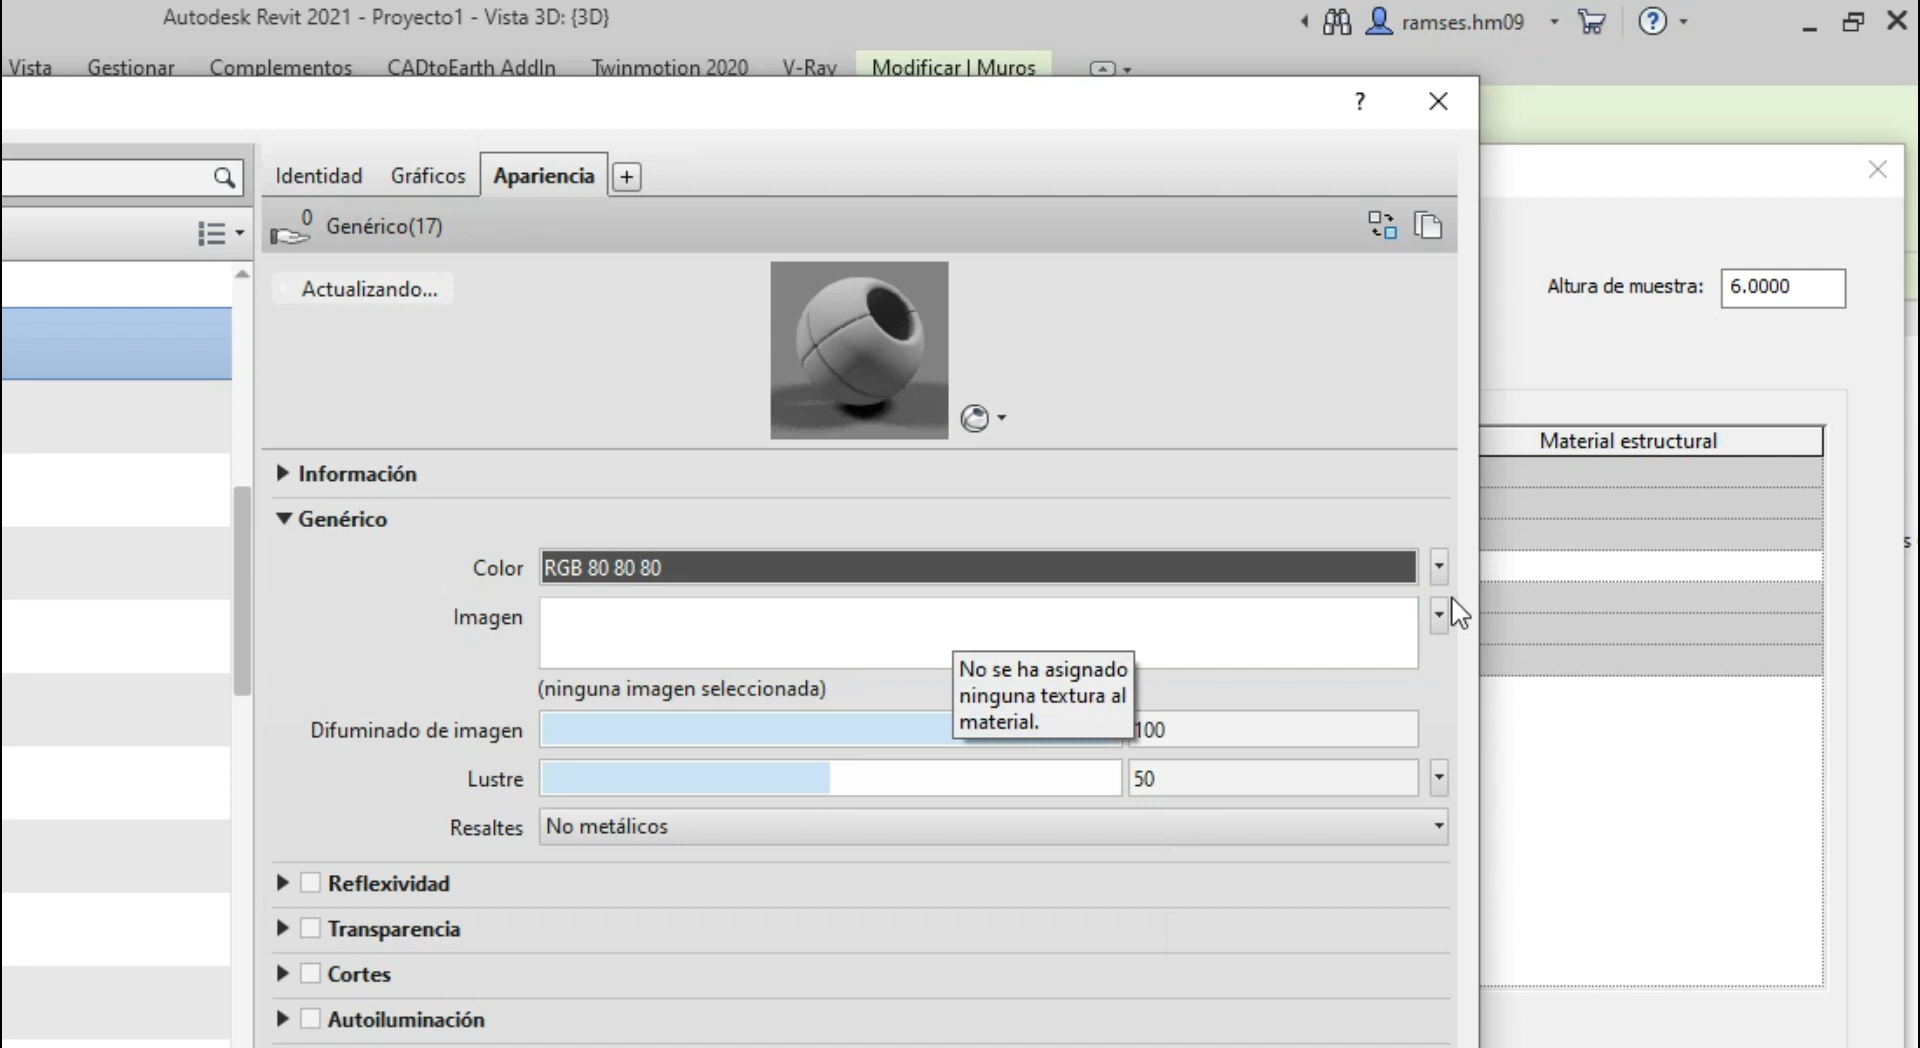 Autodesk Revit 2021 - Proyecto1 - Vista 3D: {3D}
ramses.hm09
?
Vista Gestionar Complementos CADtoEarth AddIn Twinmotion 2020 V-Ray Modificar | Muros
?
Identidad Gráficos Apariencia +
0 Genérico(17)
Actualizando...
Altura de muestra: 6.0000
Material estructural
Información
Genérico
Color RGB 80 80 80
Imagen
No se ha asignado
ninguna textura al
material.
(ninguna imagen seleccionada)
Difuminado de imagen 100
Lustre 50
Resaltes No metálicos
Reflexividad
Transparencia
Cortes
Autoiluminación
s